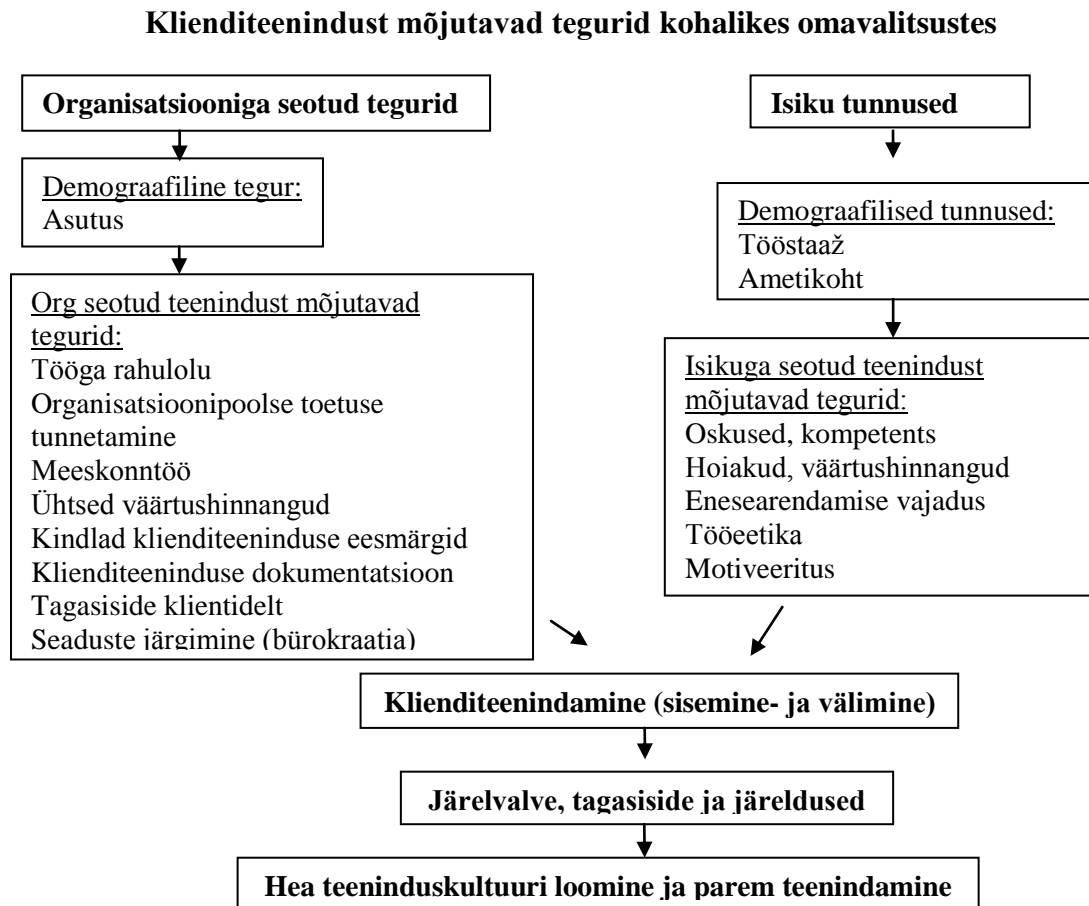 Klienditeenindust mõjutavad tegurid kohalikes omavalitsustes
Organisatsiooniga seotud tegurid
Demograafiline tegur:
Asutus
Org seotud teenindust mõjutavad
tegurid:
Tööga rahulolu
Organisatsioonipoolse toetuse
tunnetamine
Meeskonntöö
Ühtsed väärtushinnangud
Kindlad klienditeeninduse eesmärgid
Klienditeeninduse dokumentatsioon
Tagasiside klientidelt
Seaduste järgimine (bürokraatia)
Isiku tunnused
Demograafilised tunnused:
Tööstaaž
Ametikoht
Isikuga seotud teenindust
mõjutavad tegurid:
Oskused, kompetents
Hoiakud, väärtushinnangud
Enesearendamise vajadus
Tööeetika
Motiveeritus
Klienditeenindamine (sisemine- ja välimine)
Järelvalve, tagasiside ja järeldused
Hea teeninduskultuuri loomine ja parem teenindamine